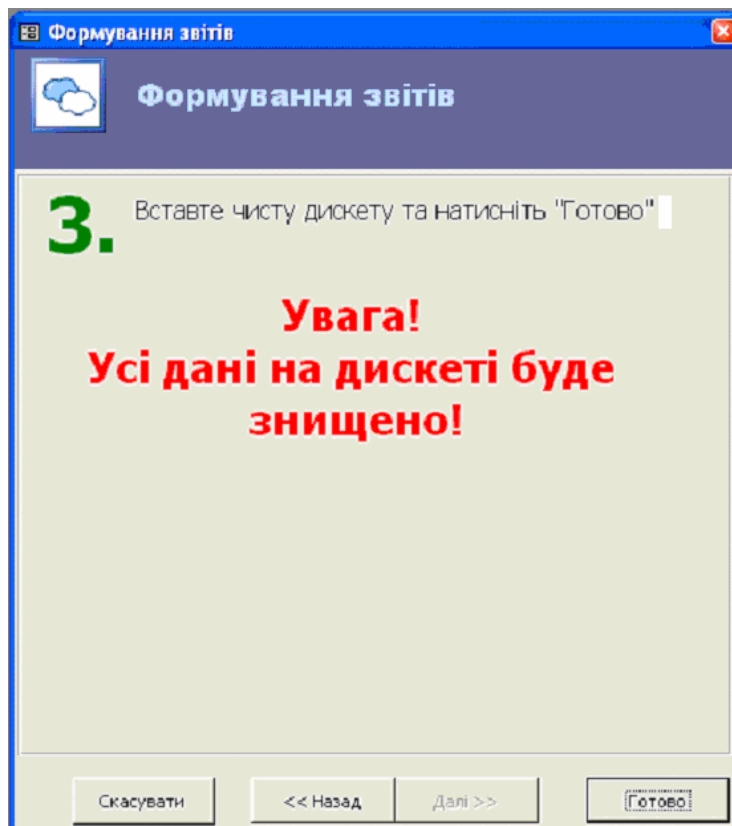 Формування звітів
Формування звітів
3. Вставте чисту дискету та натисніть "Готово"
Увага!
Усі дані на дискеті буде
знищено!
Скасувати << Назад Далі >> Готово